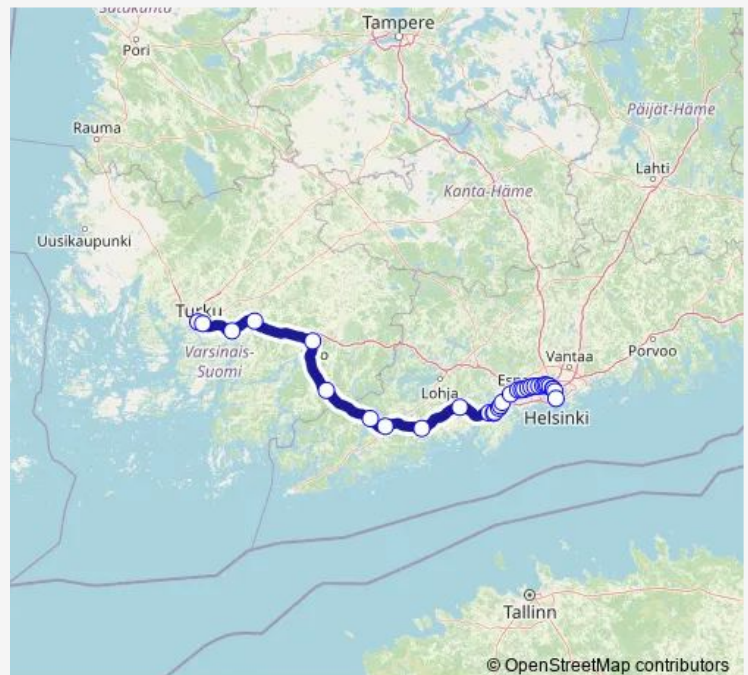 Satakunta
Tampere
Pori
Päijät-Häme
Rauma
Lahti
Kanta-Häme
Uusikaupunki
Turku
Varsinais-
Suomi
Vantaa
Porvoo
Lohja
Helsinki
Tallinn
© OpenStreetMap contributors